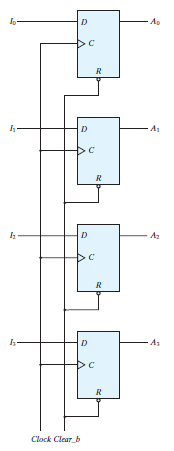 I₀ D A₀
C
R
I₁ D A₁
C
R
I₂ D A₂
C
R
I₃ D A₃
C
R
Clock Clear_b